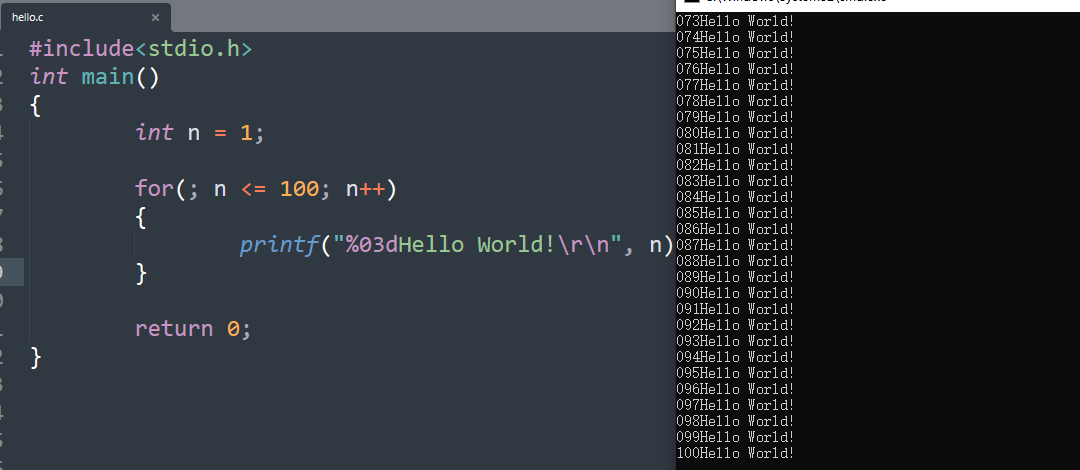 hello.c ×
#include<stdio.h>
int main()
{
int n = 1;
for(; n <= 100; n++)
{
printf("%03dHello World!\r\n", n)
}
return 0;
}
073Hello World!
074Hello World!
075Hello World!
076Hello World!
077Hello World!
078Hello World!
079Hello World!
080Hello World!
081Hello World!
082Hello World!
083Hello World!
084Hello World!
085Hello World!
086Hello World!
087Hello World!
088Hello World!
089Hello World!
090Hello World!
091Hello World!
092Hello World!
093Hello World!
094Hello World!
095Hello World!
096Hello World!
097Hello World!
098Hello World!
099Hello World!
100Hello World!